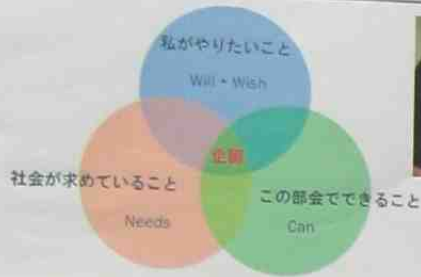 私がやりたいこと
Will・Wish
企画
社会が求めていること
Needs
この部会でできること
Can